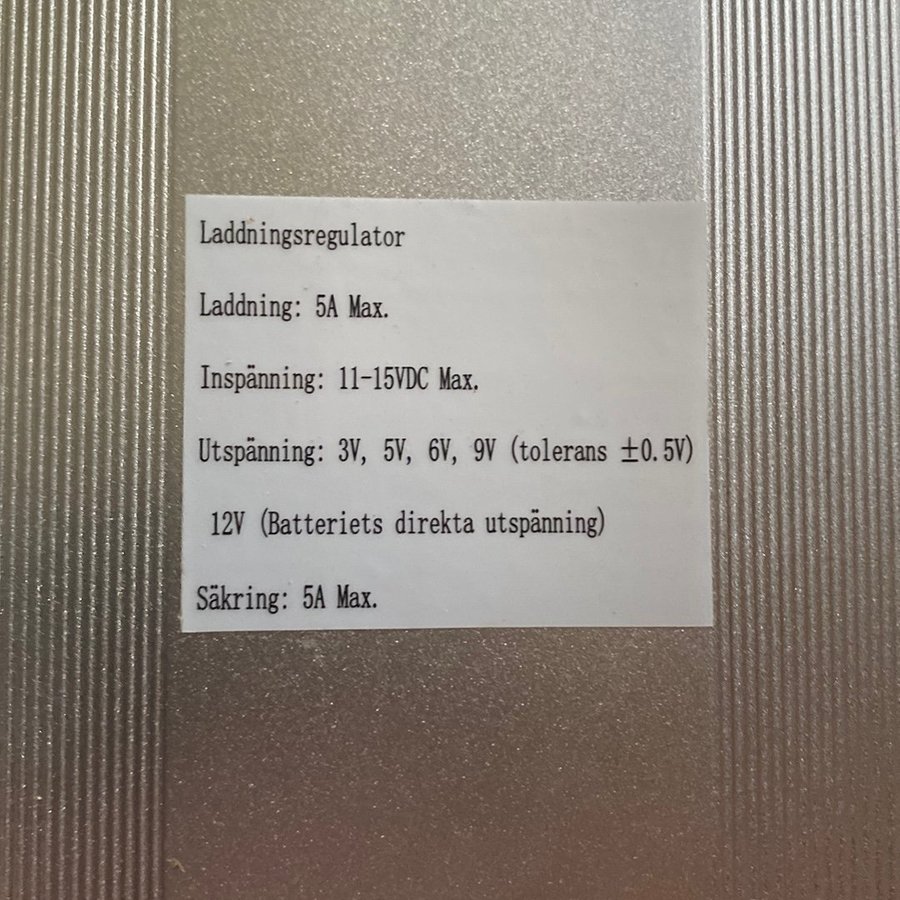 Laddningsregulator
Laddning: 5A Max.
Inspänning: 11-15VDC Max.
Utspänning: 3V, 5V, 6V, 9V (tolerans ±0.5V)
12V (Batteriets direkta utspänning)
Säkring: 5A Max.